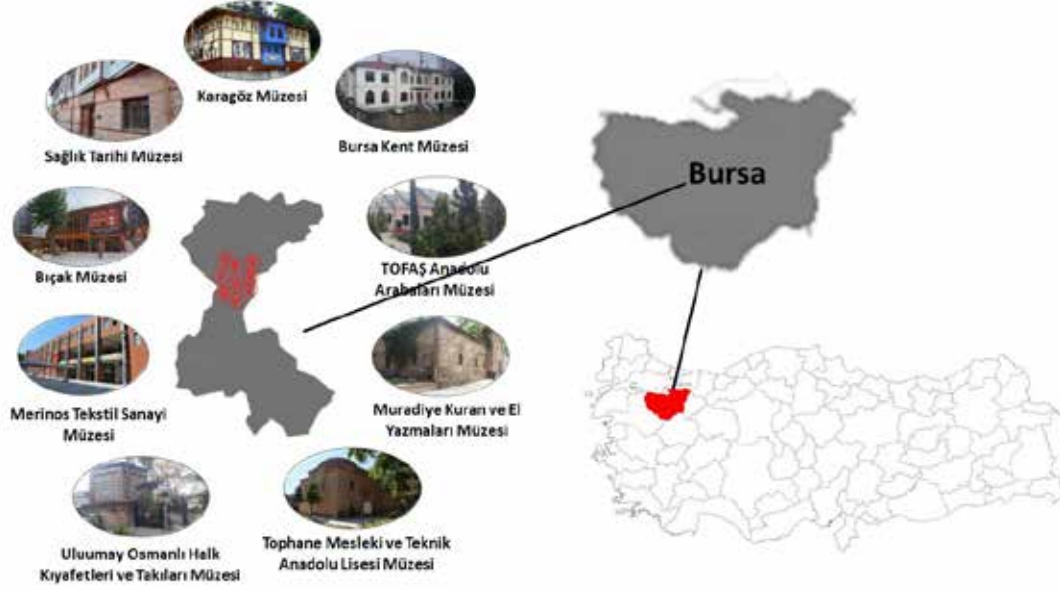 Karagöz Müzesi
Bursa Kent Müzesi
Sağlık Tarihi Müzesi
Bursa
Bıçak Müzesi
TOFAŞ Anadolu
Arabaları Müzesi
Merinos Tekstil Sanayi
Müzesi
Muradiye Kuran ve El
Yazmaları Müzesi
Uluumay Osmanlı Halk
Kıyafetleri ve Takıları Müzesi
Tophane Mesleki ve Teknik
Anadolu Lisesi Müzesi